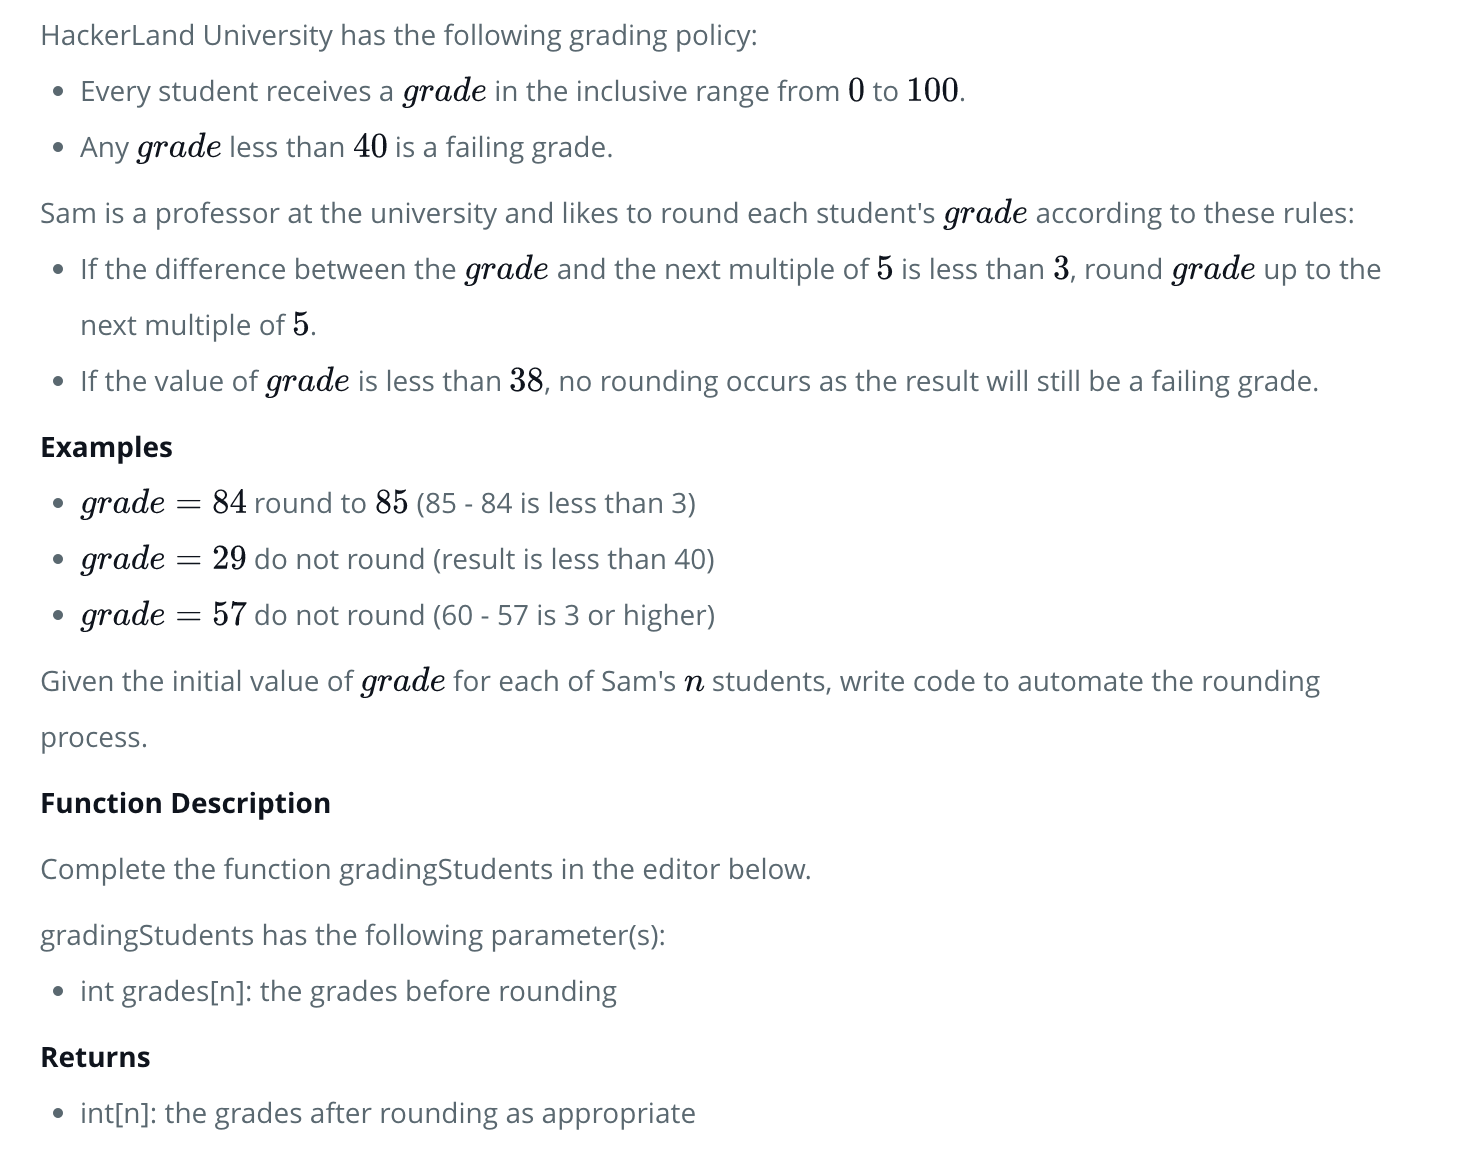 HackerLand University has the following grading policy:
• Every student receives a grade in the inclusive range from 0 to 100.
• Any grade less than 40 is a failing grade.
Sam is a professor at the university and likes to round each student's grade according to these rules:
• If the difference between the grade and the next multiple of 5 is less than 3, round grade up to the
next multiple of 5.
• If the value of grade is less than 38, no rounding occurs as the result will still be a failing grade.
Examples
• grade = 84 round to 85 (85 - 84 is less than 3)
• grade = 29 do not round (result is less than 40)
• grade = 57 do not round (60 - 57 is 3 or higher)
Given the initial value of grade for each of Sam's n students, write code to automate the rounding
process.
Function Description
Complete the function gradingStudents in the editor below.
gradingStudents has the following parameter(s):
• int grades[n]: the grades before rounding
Returns
• int[n]: the grades after rounding as appropriate